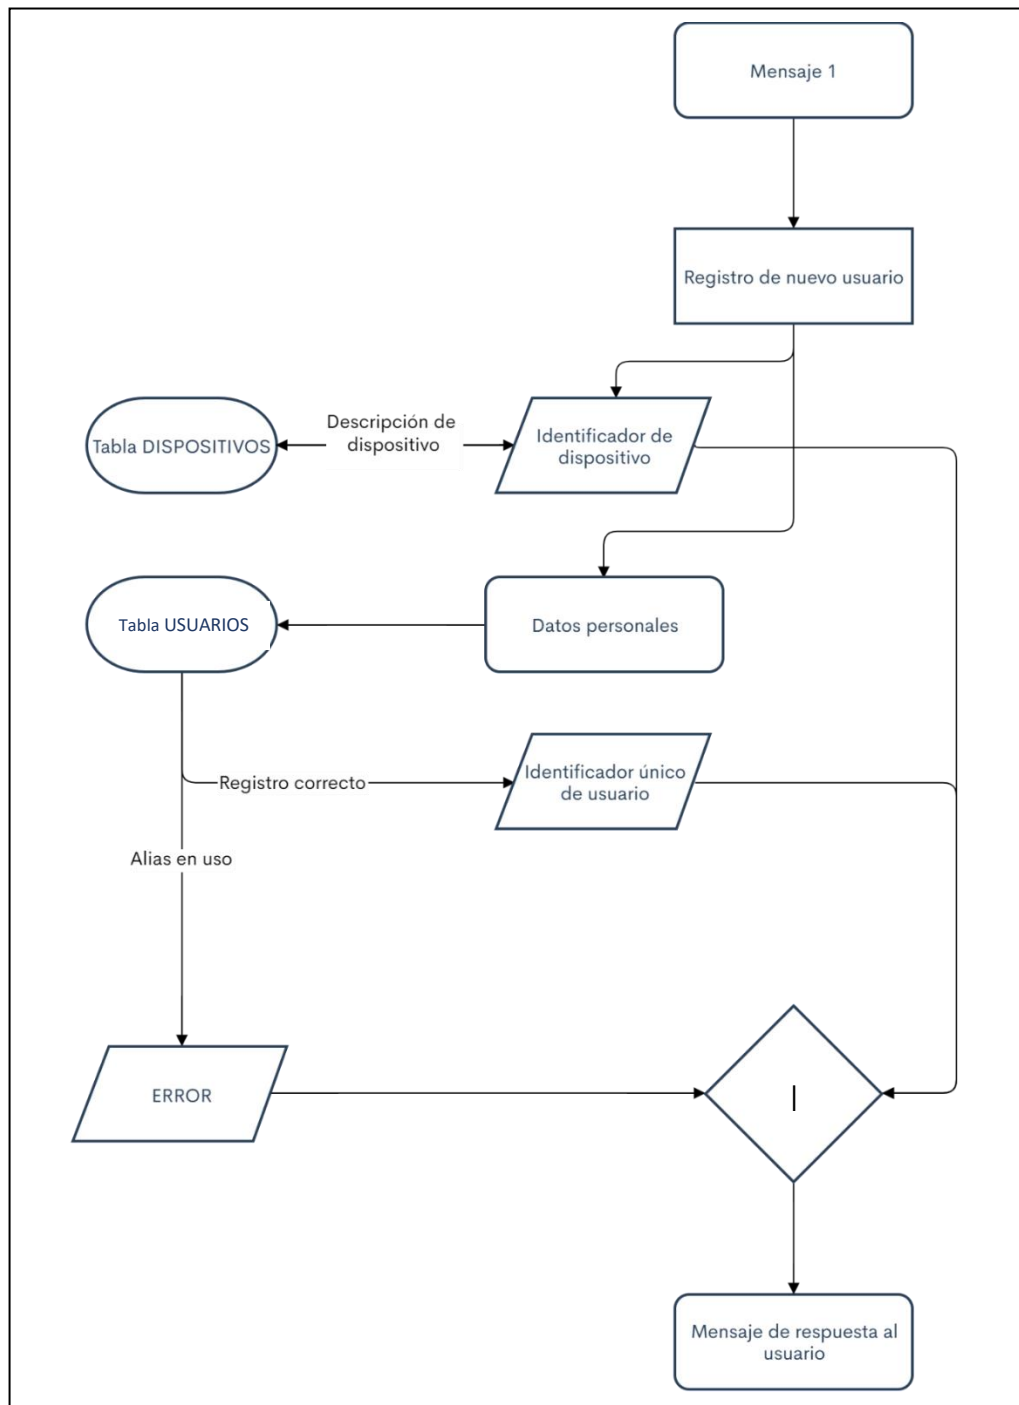 Mensaje 1
Registro de nuevo usuario
Descripción de
dispositivo
Tabla DISPOSITIVOS
Identificador de
dispositivo
Tabla USUARIOS
Datos personales
Registro correcto
Identificador único
de usuario
Alias en uso
ERROR
|
Mensaje de respuesta al
usuario